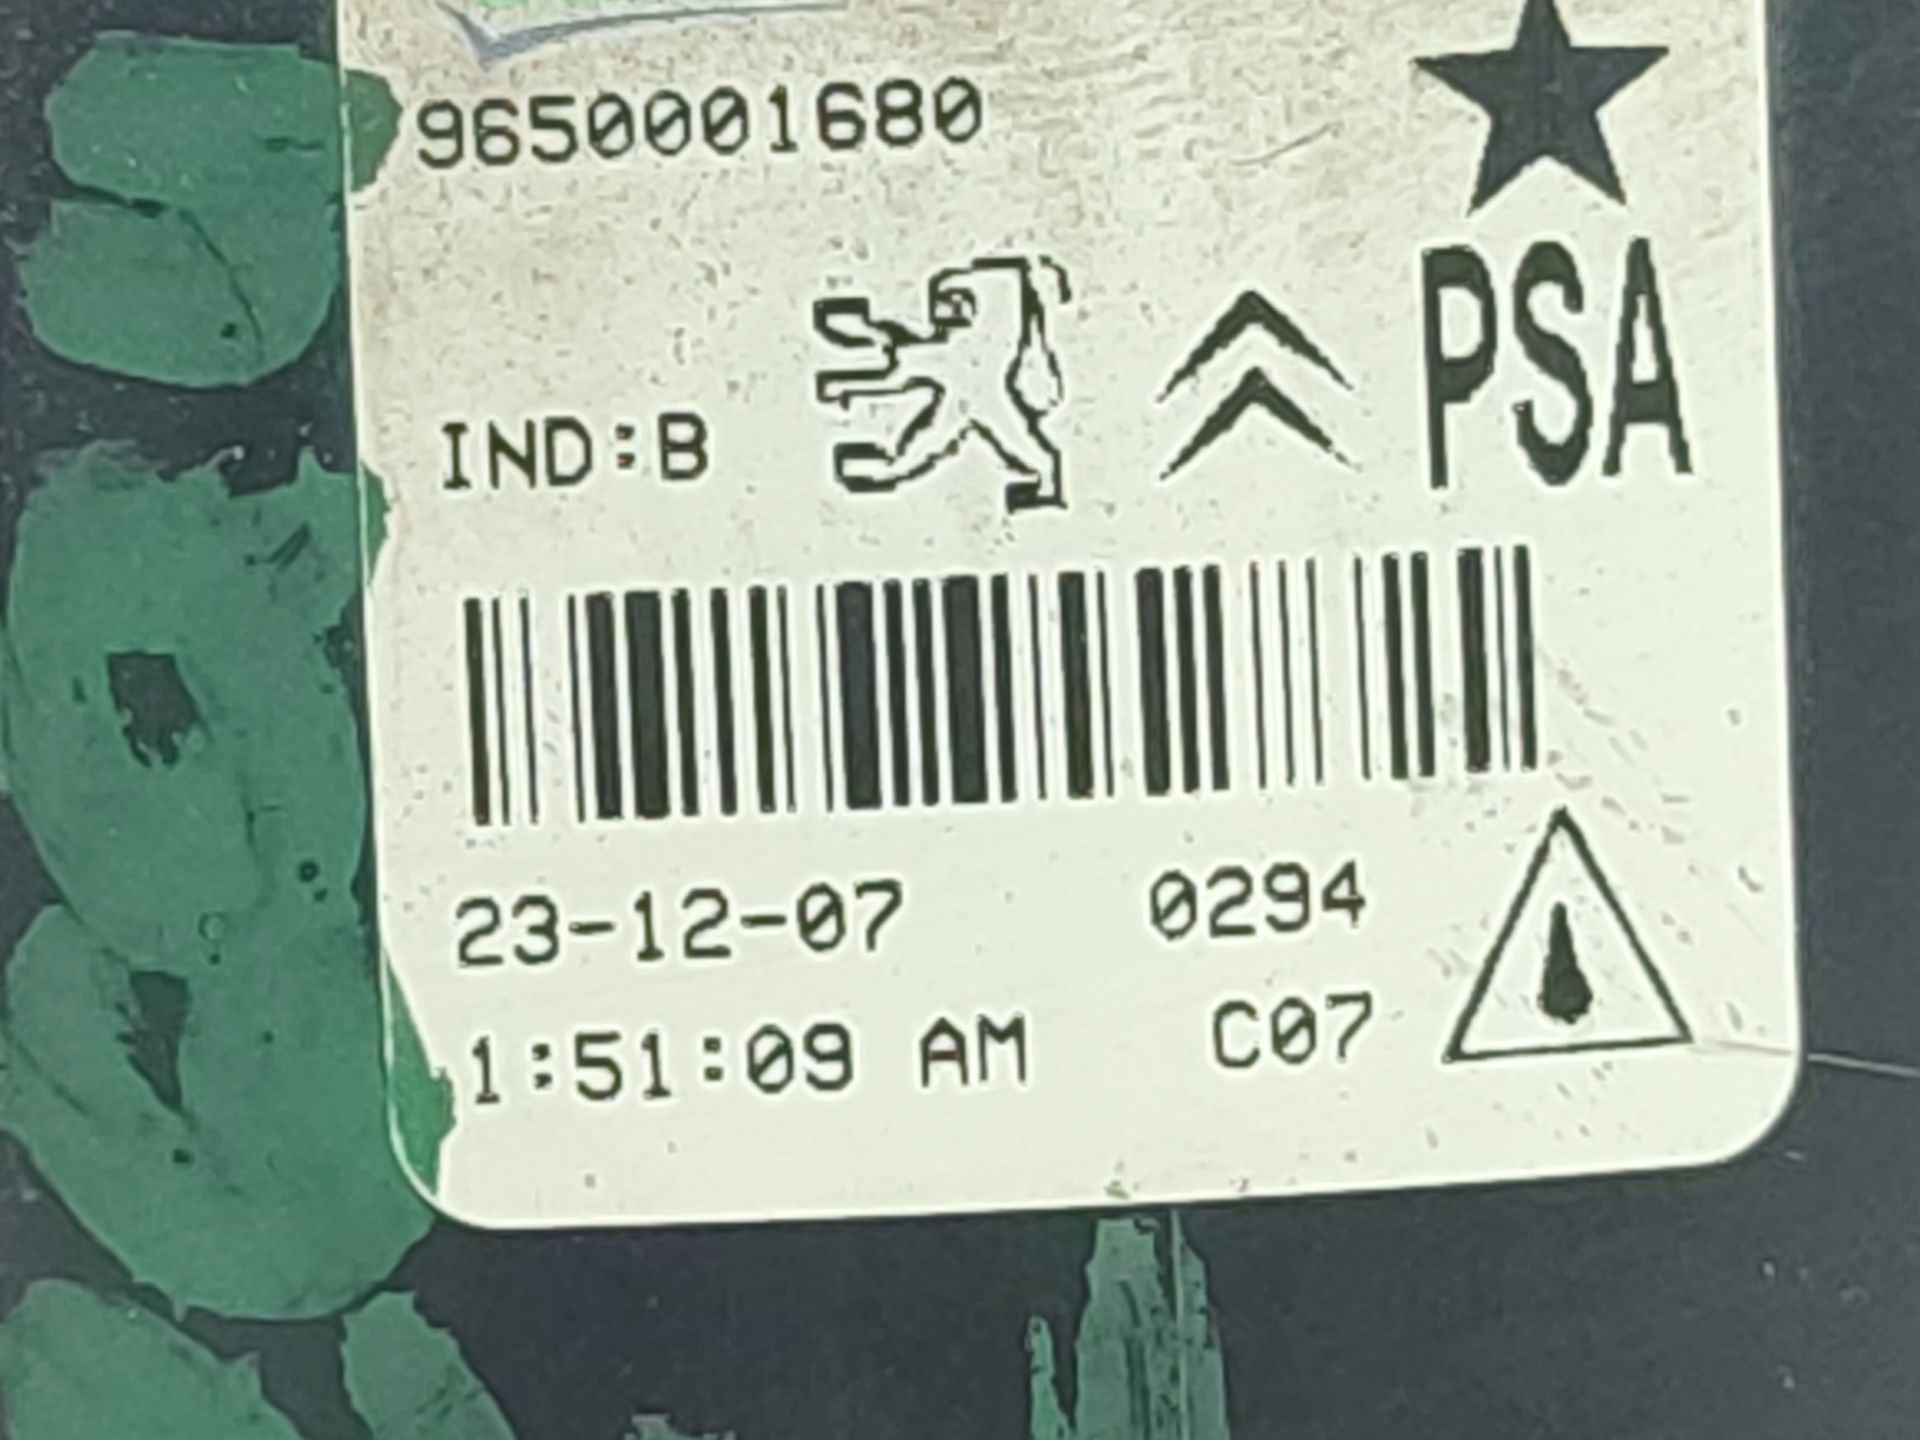 9650001680
IND:B PSA
23-12-07 0294
1:51:09 AM C07